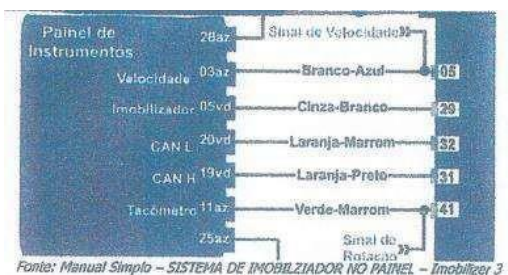 Painel de
Instrumentos
28az
Sinal de Velocidade
Velocidade 03az Branco-Azul 05
Imobilizador 05vd Cinza-Branco 29
CAN L 20vd Laranja-Marrom 32
CAN H 19vd Laranja-Preto 31
Tacômetro 11az Verde-Marrom 41
25az
Sinal de
Rotação
Fonte: Manual Simplo – SISTEMA DE IMOBILZIADOR NO PAINEL – Imobilizer 3